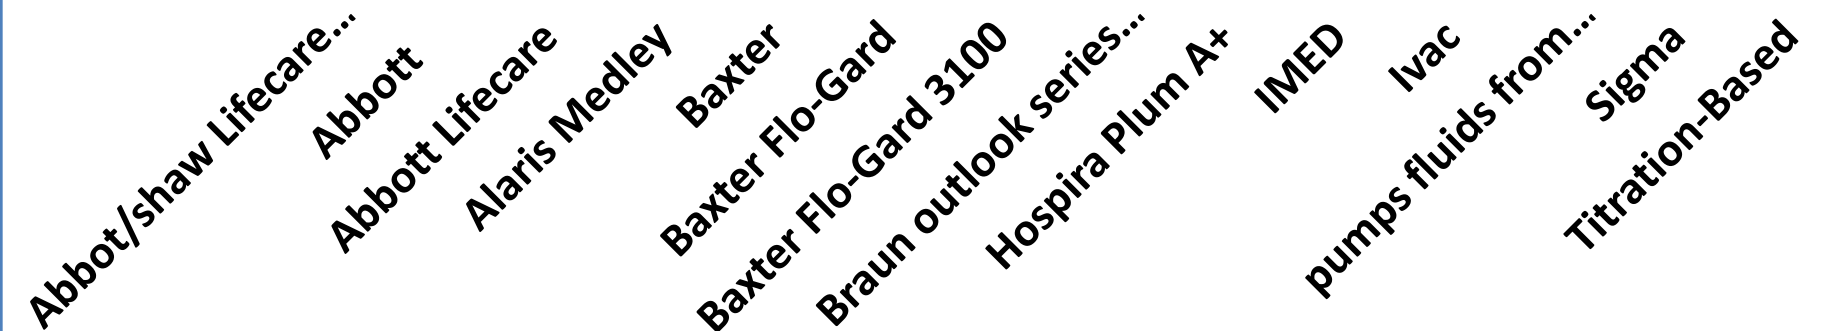 Abbot/shaw Lifecare...
Abbott
Abbott Lifecare
Alaris Medley
Baxter
Baxter Flo-Gard
Baxter Flo-Gard 3100
Braun outlook series...
Hospira Plum A+
IMED
Ivac
pumps fluids from...
Sigma
Titration-Based